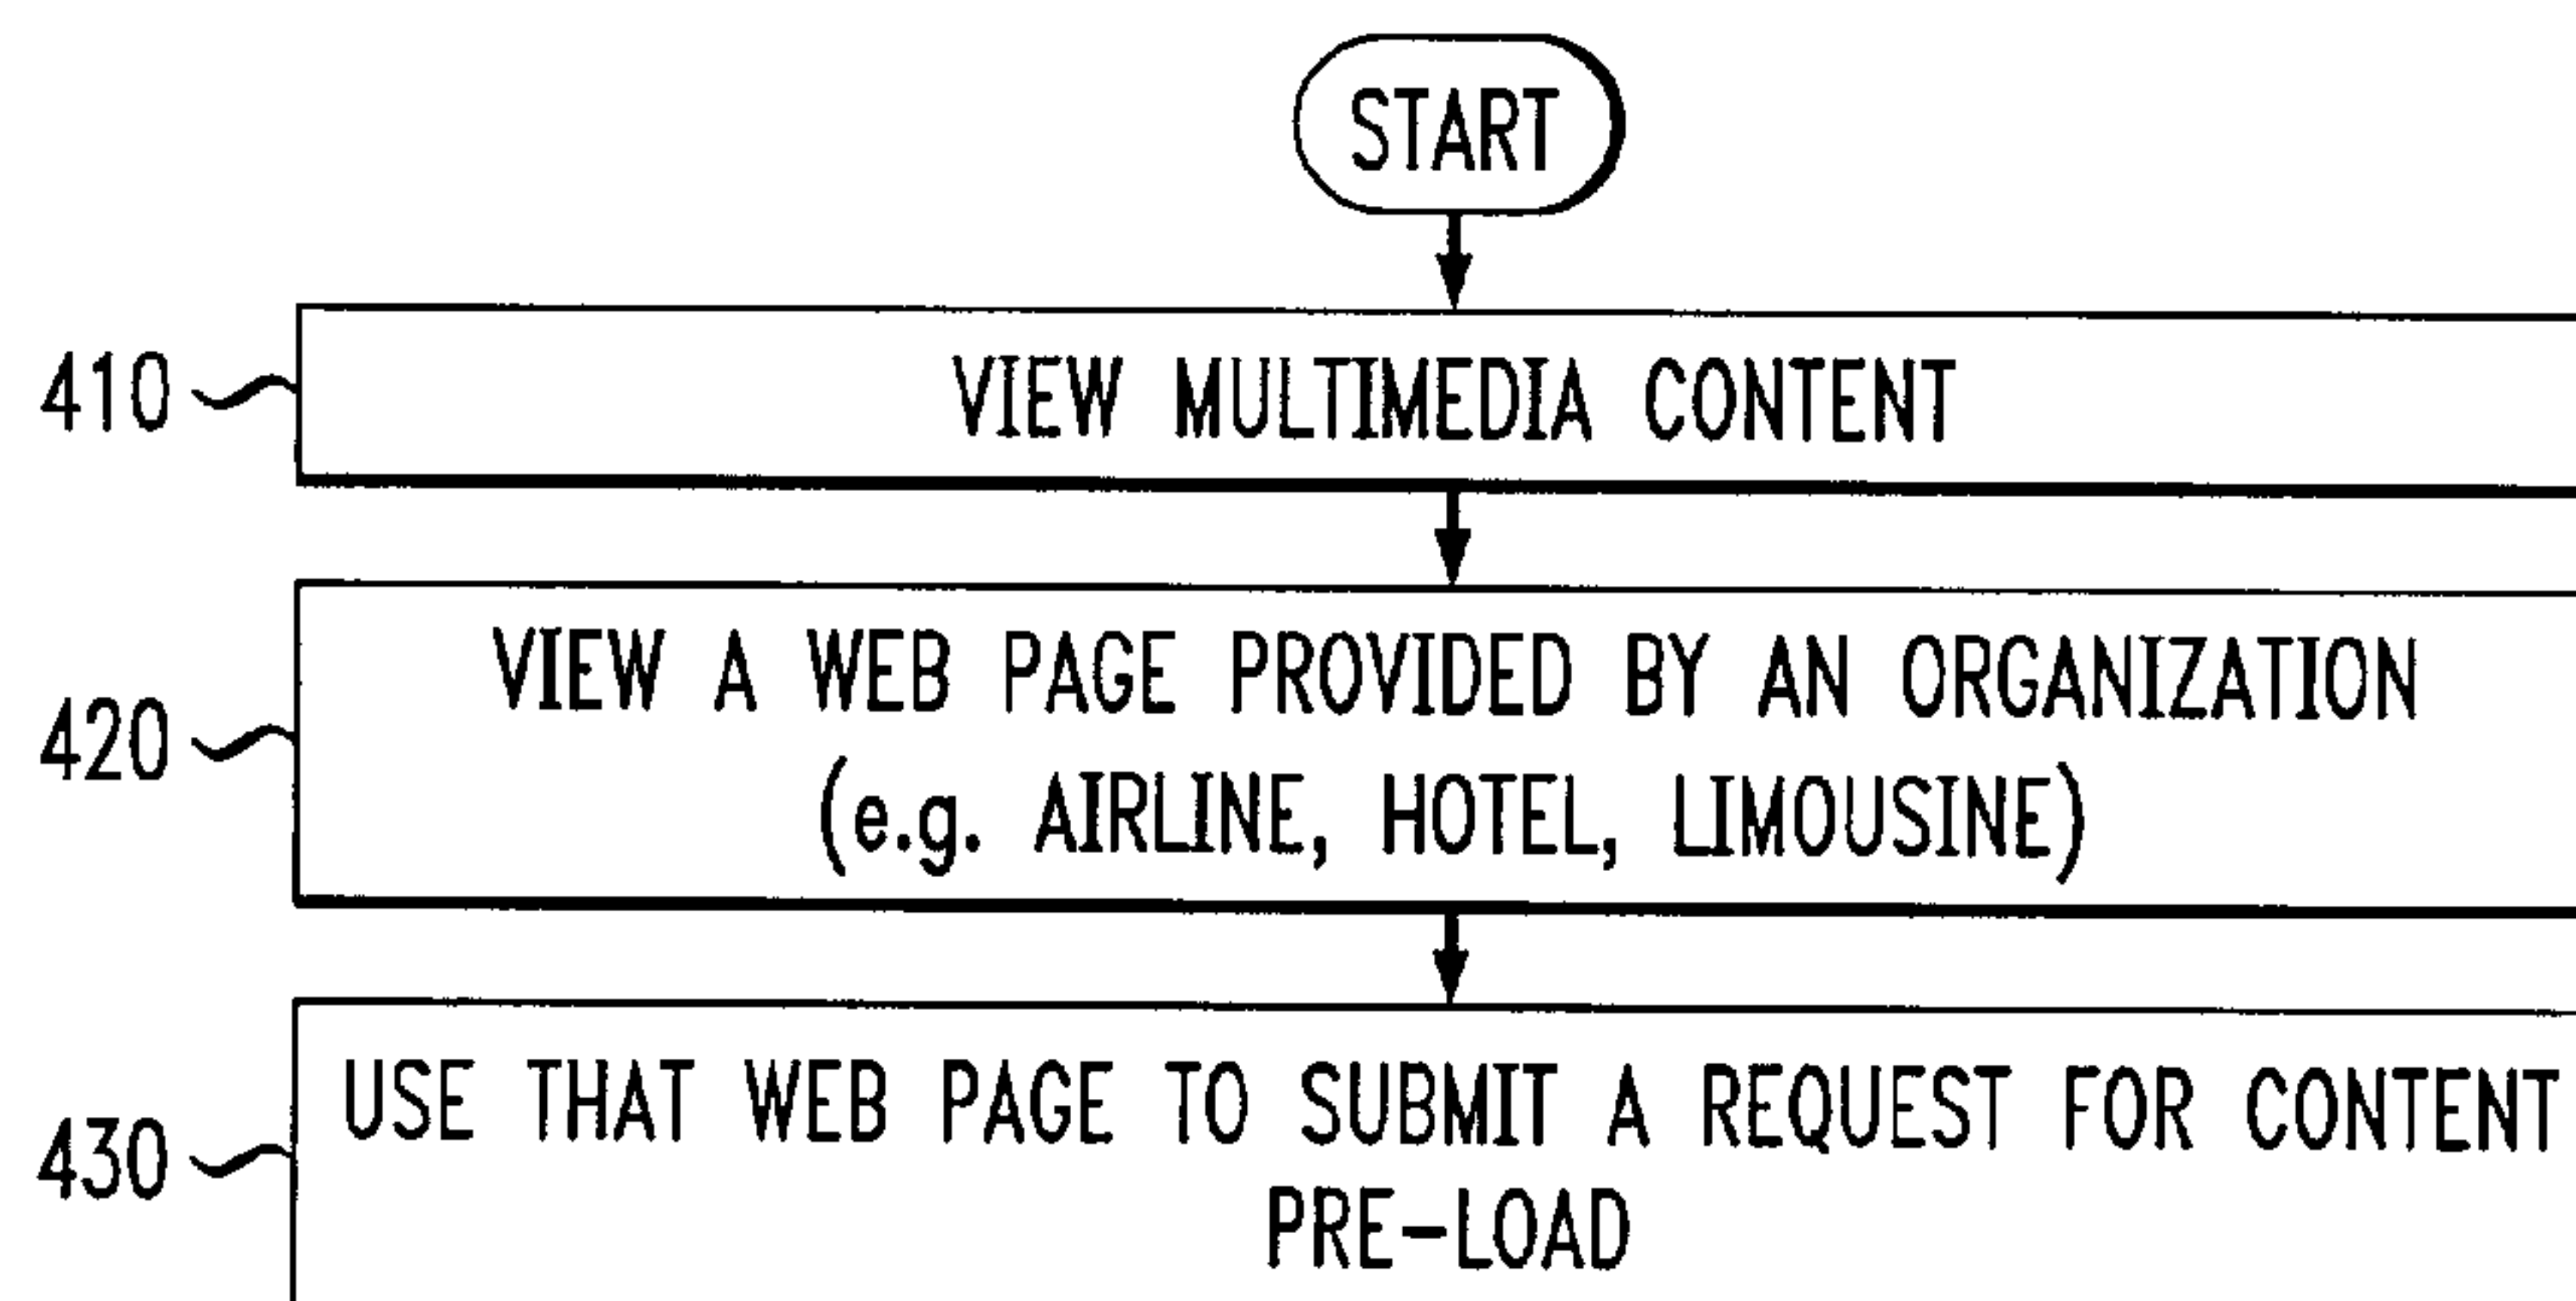 START
410 VIEW MULTIMEDIA CONTENT
VIEW A WEB PAGE PROVIDED BY AN ORGANIZATION
420
(e.g. AIRLINE, HOTEL, LIMOUSINE)
USE THAT WEB PAGE TO SUBMIT A REQUEST FOR CONTENT
430
PRE-LOAD